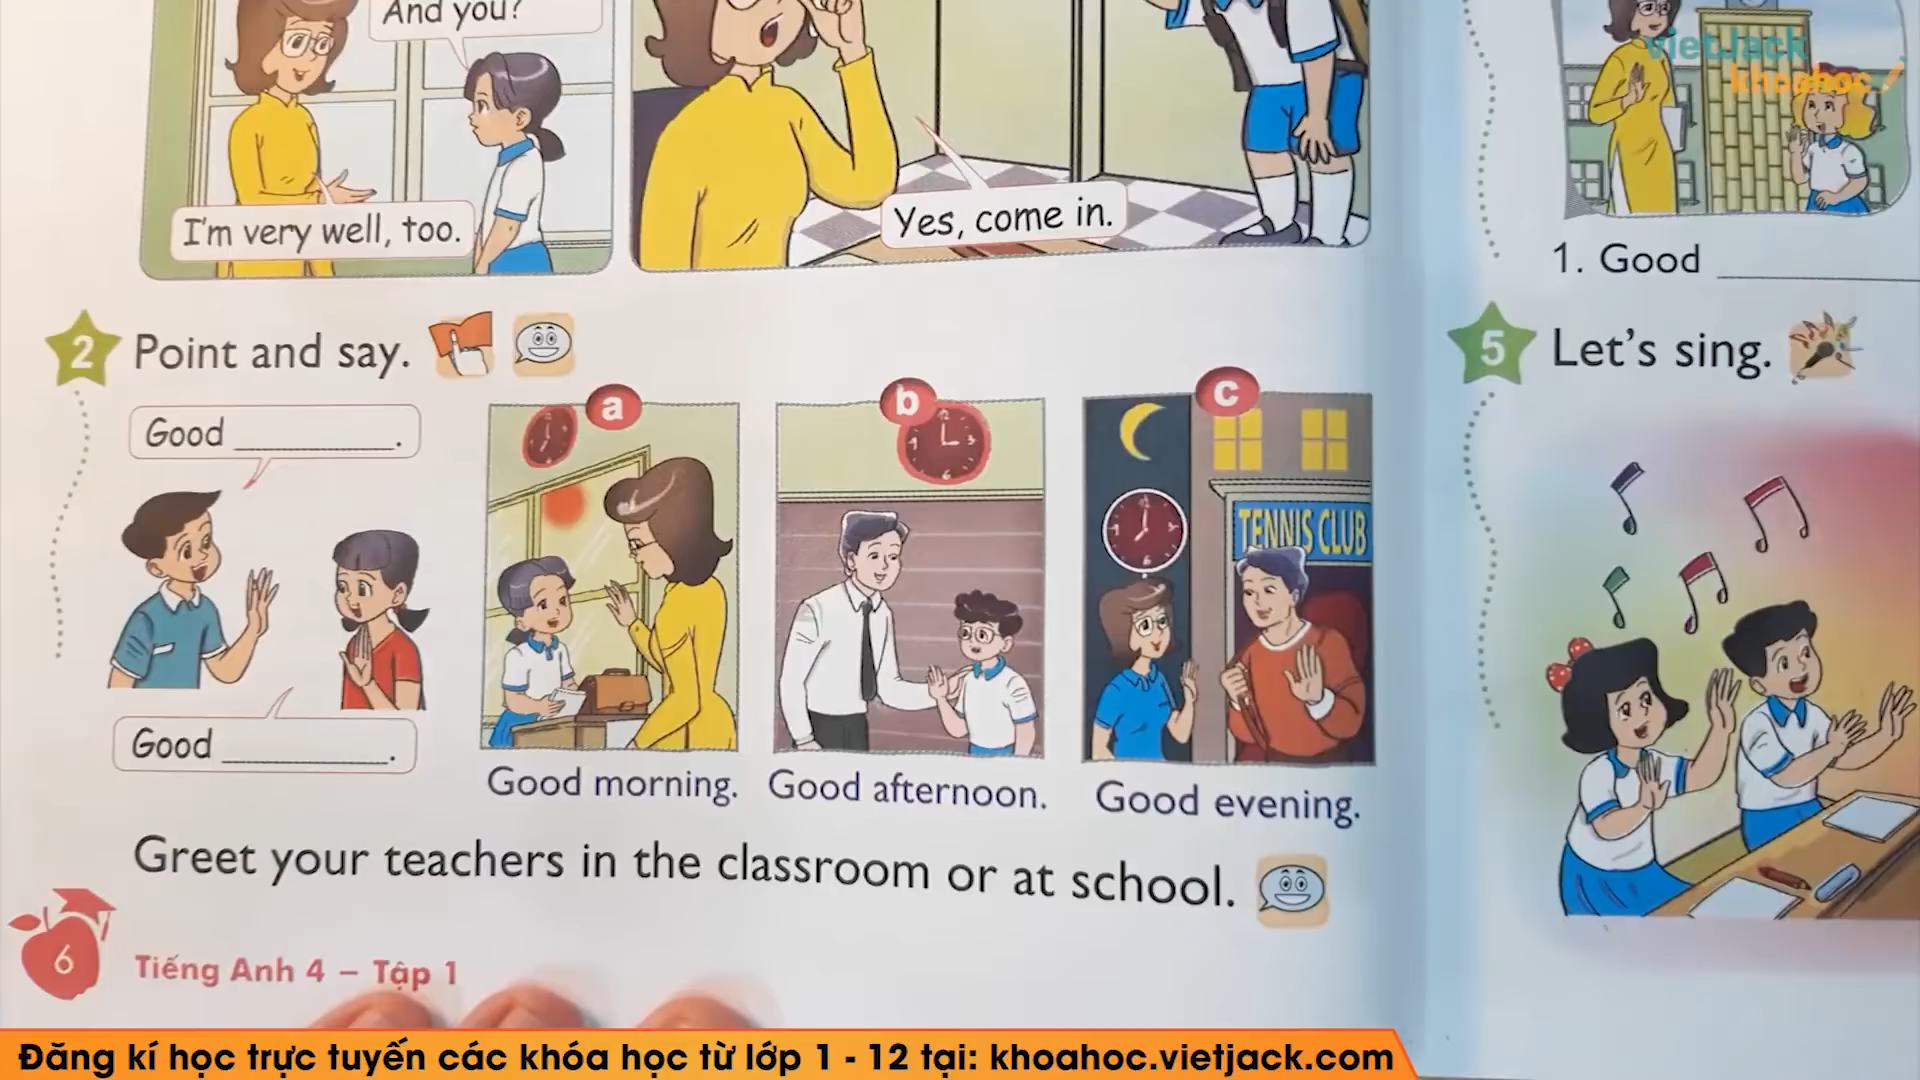 And you?
I'm very well, too.
Yes, come in.
vietJack
khoahoc
1. Good ________
2 Point and say.
Good ________.
Good ________.
a
b
c
TENNIS CLUB
Good morning. Good afternoon. Good evening.
Greet your teachers in the classroom or at school.
6 Tiếng Anh 4 – Tập 1
5 Let's sing.
Đăng kí học trực tuyến các khóa học từ lớp 1 - 12 tại: khoahoc.vietjack.com